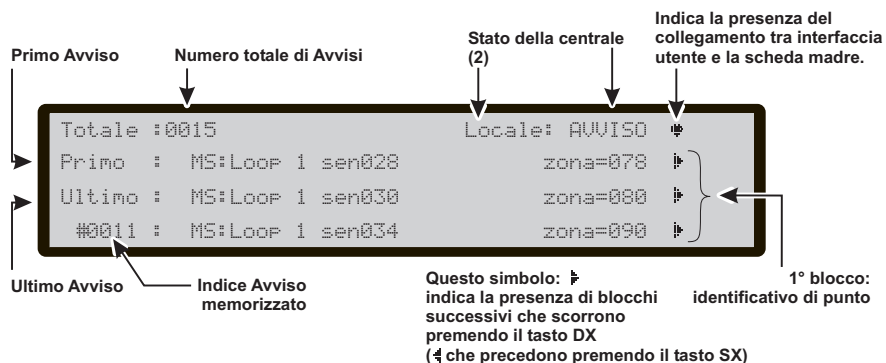 Indica la presenza del
collegamento tra interfaccia
utente e la scheda madre.
Stato della centrale
(2)
Primo Avviso
Numero totale di Avvisi
Totale :0015 Locale: AVVISO
Primo : MS:Loop 1 sen028 zona=078
Ultimo : MS:Loop 1 sen030 zona=080
#0011 : MS:Loop 1 sen034 zona=090
Ultimo Avviso
Indice Avviso
memorizzato
Questo simbolo:
indica la presenza di blocchi
successivi che scorrono
premendo il tasto DX
( che precedono premendo il tasto SX)
1° blocco:
identificativo di punto